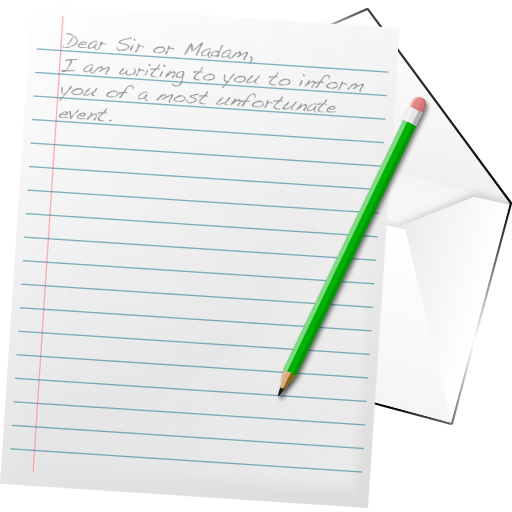 Dear Sir or Madam,
I am writing to you to inform
you of a most unfortunate
event.